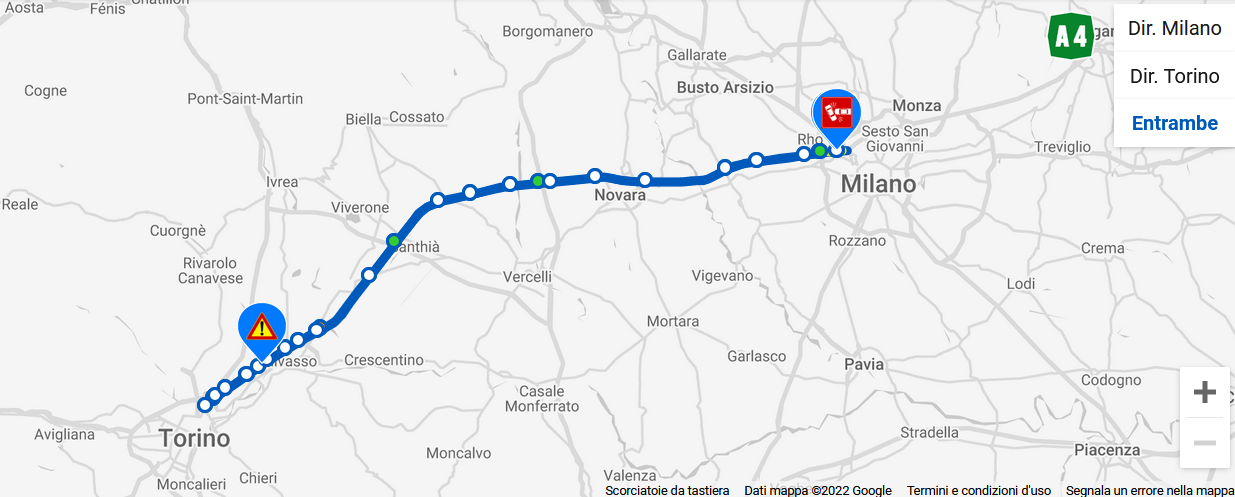 Aosta
Fénis
Chatillon
Borgomanero
A4
Dir. Milano
Gallarate
Dir. Torino
Cogne
Busto Arsizio
Pont-Saint-Martin
Monza
Biella
Cossato
Entrambe
Rho
Sesto San
Giovanni
Treviglio
Ivrea
Milano
Novara
Reale
Viverone
Cuorgnè
Rozzano
Santhià
Crema
Rivarolo
Canavese
Vercelli
Vigevano
Lodi
Mortara
Chivasso
Crescentino
Garlasco
Pavia
Codogno
Casale
Monferrato
+
Avigliana
Torino
Stradella
−
Moncalvo
Piacenza
Chieri
Moncalieri
Valenza
Scorciatoie da tastiera
Dati mappa ©2022 Google
Termini e condizioni d'uso
Segnala un errore nella mappa